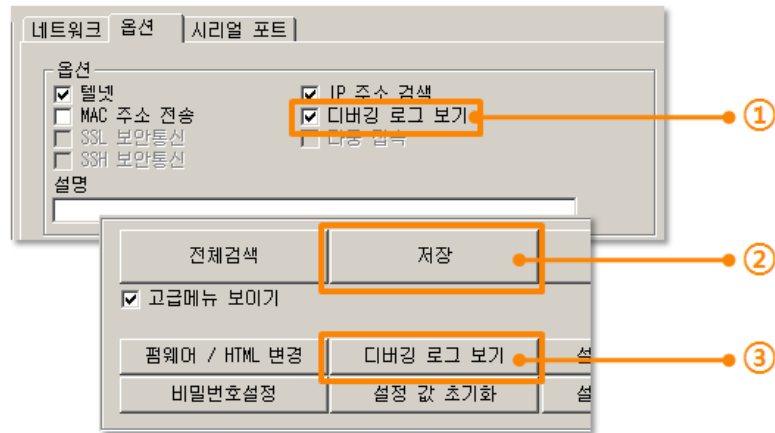 네트워크 옵션 시리얼 포트
옵션
텔넷 IP 주소 검색
MAC 주소 전송 디버깅 로그 보기 ①
SSL 보안통신 다중 접속
SSH 보안통신
설명
전체검색 저장 ②
고급메뉴 보이기
펌웨어 / HTML 변경 디버깅 로그 보기 ③
비밀번호설정 설정 값 초기화